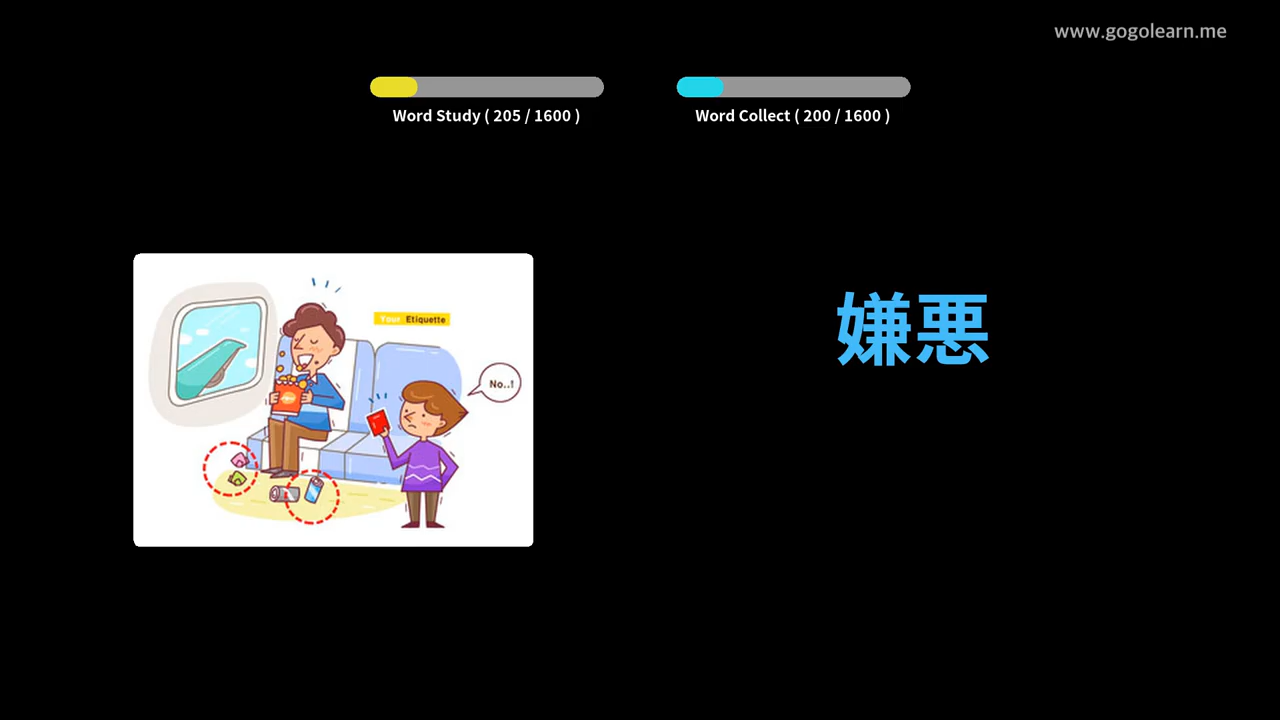 www.gogolearn.me
Word Study ( 205 / 1600 )
Word Collect ( 200 / 1600 )
Your Etiquette
No..!
嫌悪